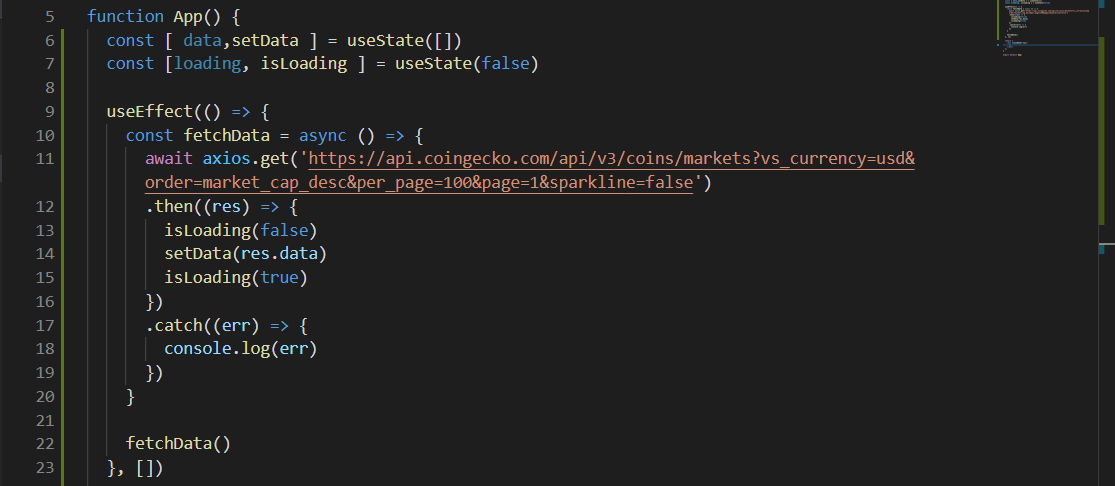 5 function App() {
6 const [ data,setData ] = useState([])
7 const [loading, isLoading ] = useState(false)
8
9 useEffect(() => {
10 const fetchData = async () => {
11 await axios.get('https://api.coingecko.com/api/v3/coins/markets?vs_currency=usd&
order=market_cap_desc&per_page=100&page=1&sparkline=false')
12 .then((res) => {
13 isLoading(false)
14 setData(res.data)
15 isLoading(true)
16 })
17 .catch((err) => {
18 console.log(err)
19 })
20 }
21
22 fetchData()
23 }, [])